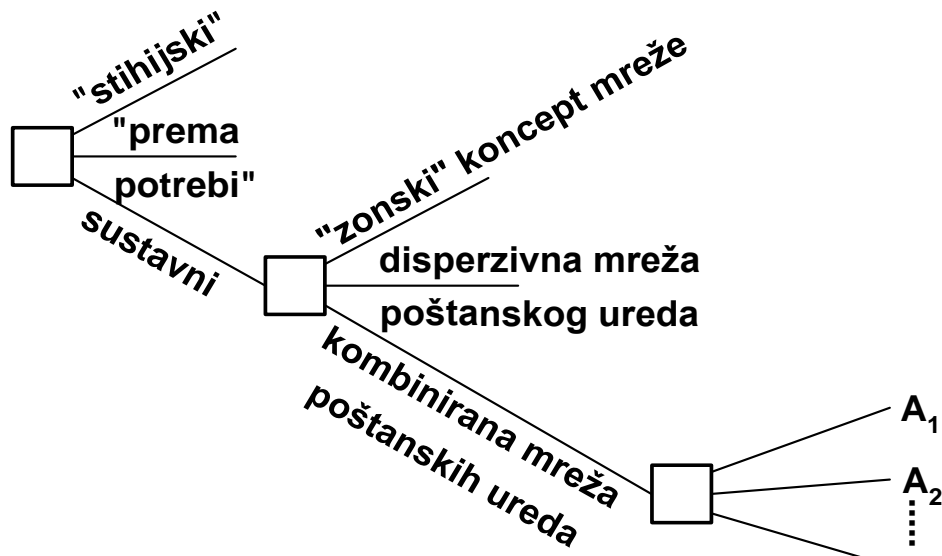 "stihijski"
"prema
potrebi"
sustavni
"zonski" koncept mreže
disperzivna mreža
poštanskog ureda
kombinirana mreža
poštanskih ureda
A₁
A₂